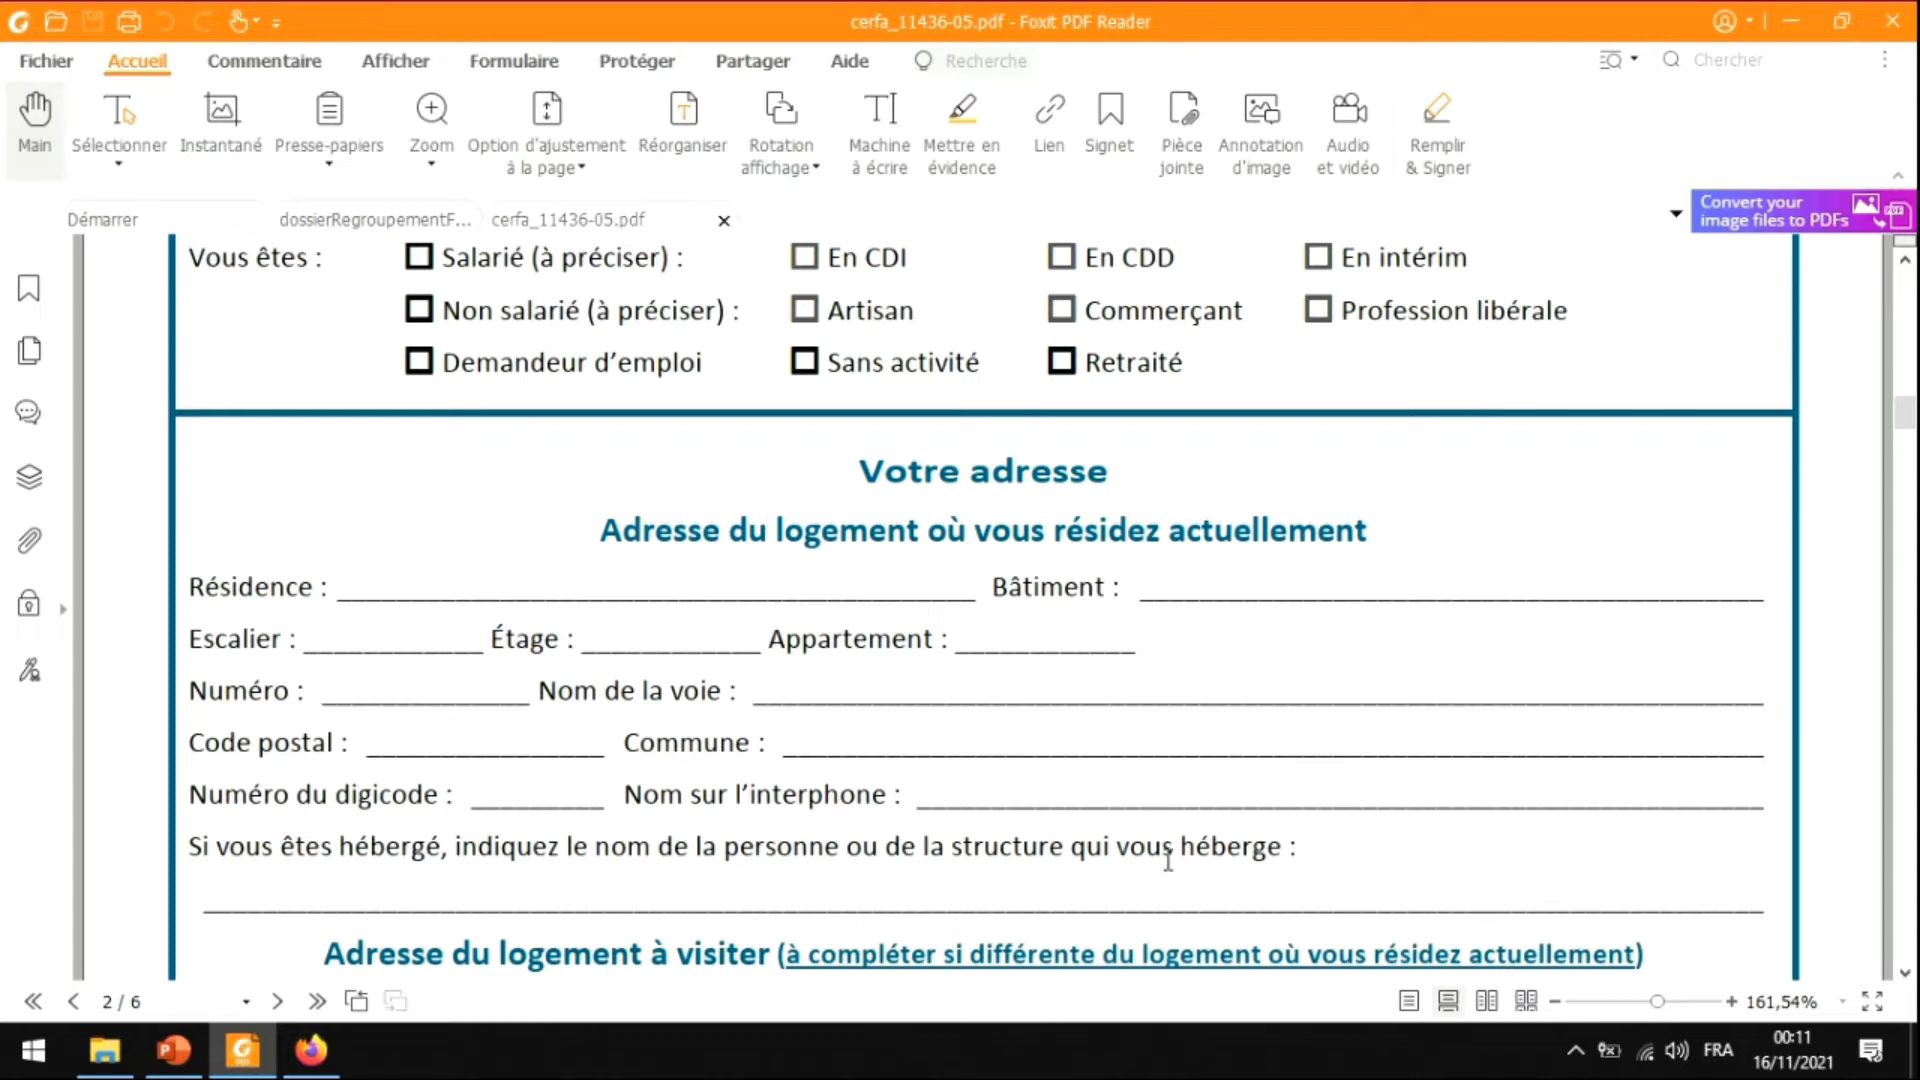 cerfa_11436-05.pdf - Foxit PDF Reader
Fichier Accueil Commentaire Afficher Formulaire Protéger Partager Aide Recherche Chercher
Main Sélectionner Instantané Presse-papiers Zoom Option d'ajustement à la page Réorganiser Rotation affichage Machine à écrire Mettre en évidence Lien Signet Pièce jointe Annotation d'image Audio et vidéo Remplir & Signer
Démarrer dossierRegroupementF... cerfa_11436-05.pdf
Convert your
image files to PDFs
Vous êtes : Salarié (à préciser) : En CDI En CDD En intérim
Non salarié (à préciser) : Artisan Commerçant Profession libérale
Demandeur d’emploi Sans activité Retraité
Votre adresse
Adresse du logement où vous résidez actuellement
Résidence : Bâtiment :
Escalier : Étage : Appartement :
Numéro : Nom de la voie :
Code postal : Commune :
Numéro du digicode : Nom sur l’interphone :
Si vous êtes hébergé, indiquez le nom de la personne ou de la structure qui vous héberge :
Adresse du logement à visiter (à compléter si différente du logement où vous résidez actuellement)
2 / 6 161,54%
FRA 00:11
16/11/2021